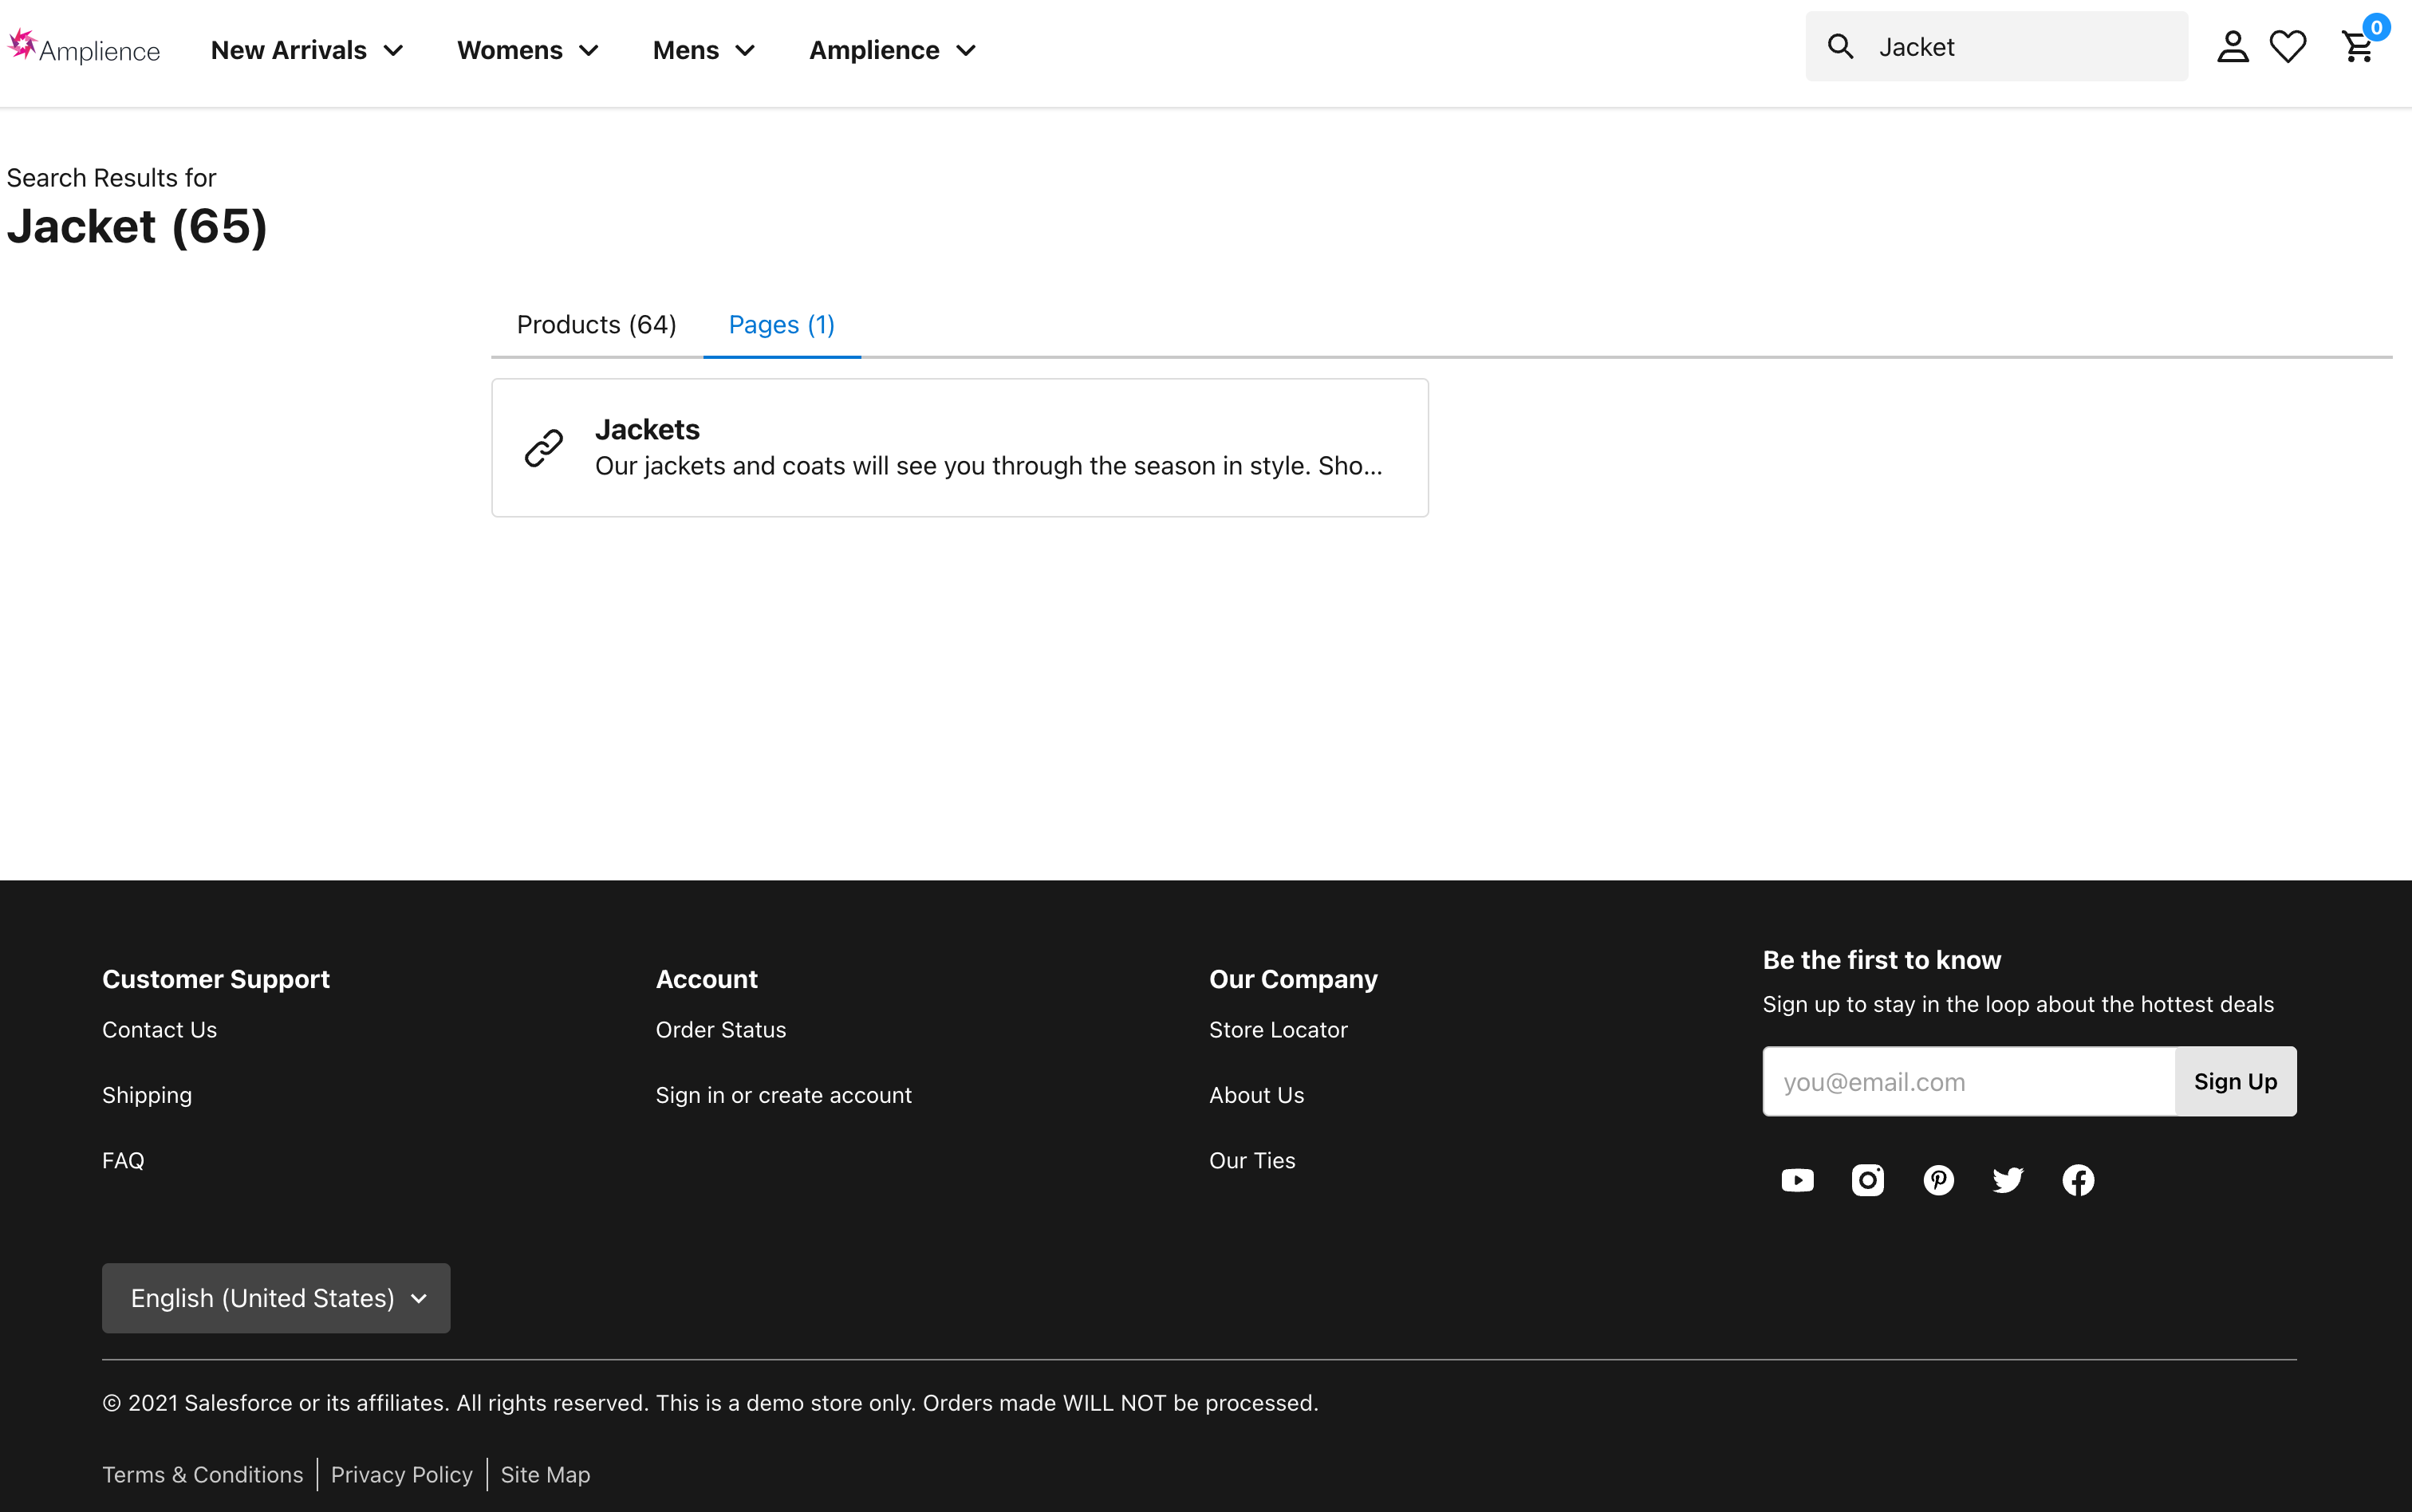 Amplience
New Arrivals
Womens
Mens
Amplience
Jacket
0
Search Results for
Jacket (65)
Products (64)
Pages (1)
Jackets
Our jackets and coats will see you through the season in style. Sho...
Customer Support
Contact Us
Shipping
FAQ
Account
Order Status
Sign in or create account
Our Company
Store Locator
About Us
Our Ties
Be the first to know
Sign up to stay in the loop about the hottest deals
you@email.com
Sign Up
English (United States)
© 2021 Salesforce or its affiliates. All rights reserved. This is a demo store only. Orders made WILL NOT be processed.
Terms & Conditions
Privacy Policy
Site Map